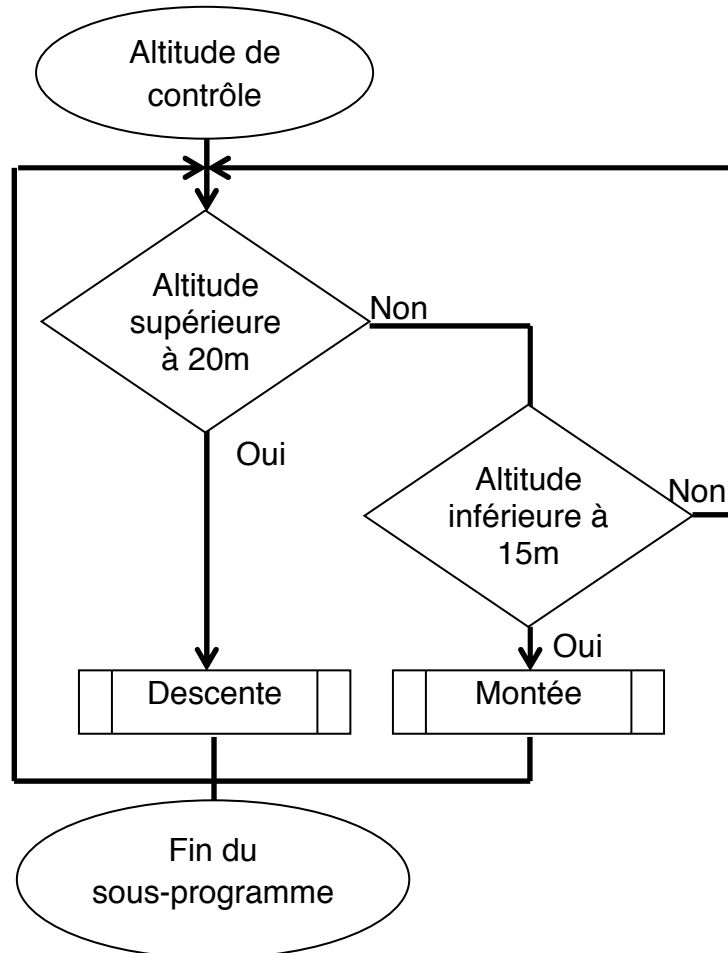 Altitude de
contrôle
Altitude
supérieure
à 20m
Non
Oui
Altitude
inférieure à
15m
Non
Oui
Descente
Montée
Fin du
sous-programme